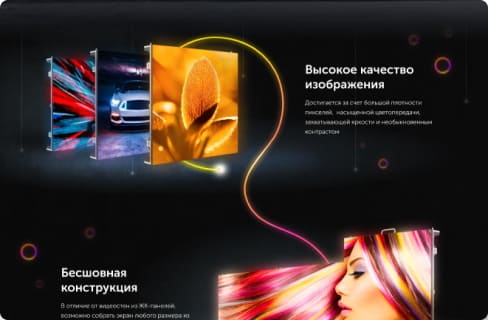 Высокое качество
изображения
Достигается за счет большой плотности
пикселей, насыщенной цветопередачи,
захватывающей яркости и необыкновенным
контрастом
Бесшовная
конструкция
В отличие от видеостен из ЖК-панелей,
возможно собрать экран любого размера из